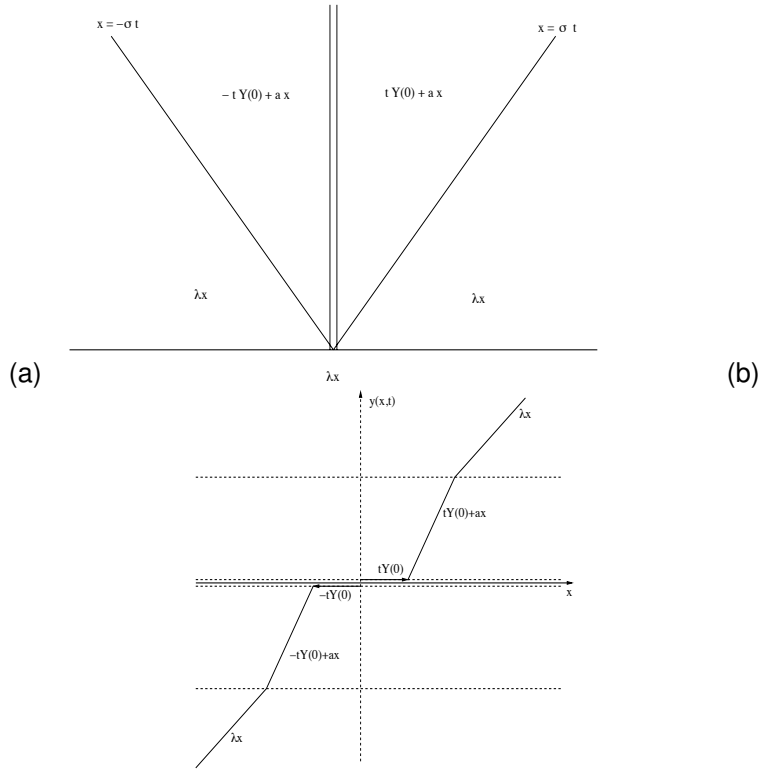 x = −σ t
x = σ t
− t Y(0) + a x
t Y(0) + a x
λx
λx
(a)
(b)
λx
y(x,t)
λx
tY(0)+ax
tY(0)
x
−tY(0)
−tY(0)+ax
λx